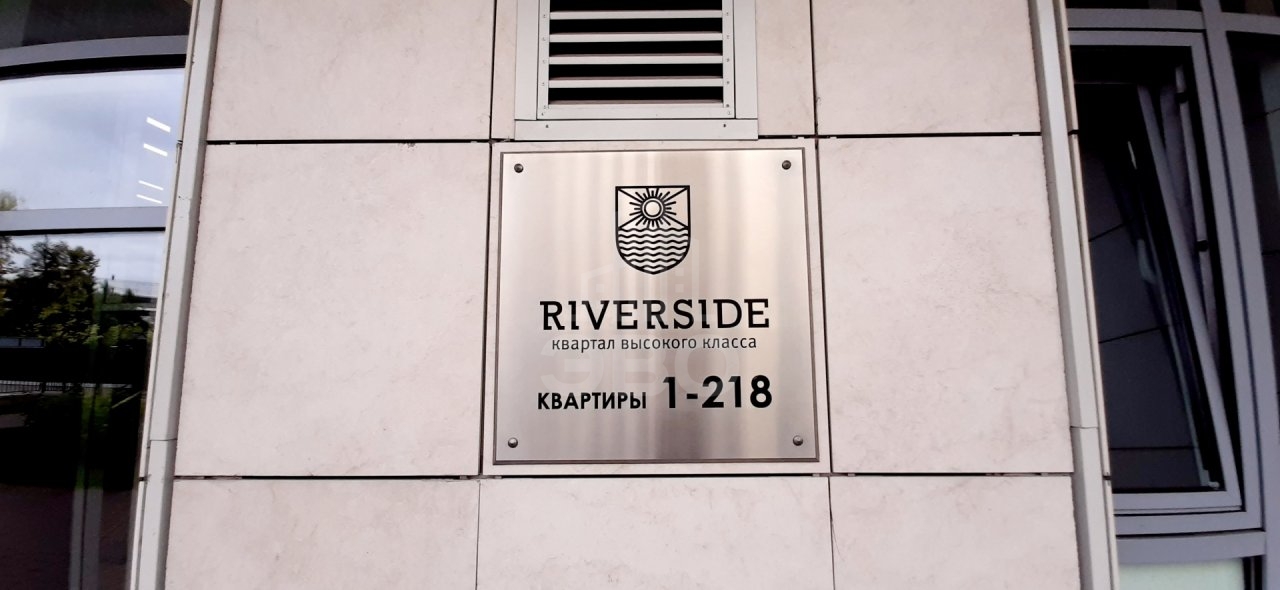 RIVERSIDE
квартал высокого класса
КВАРТИРЫ 1-218